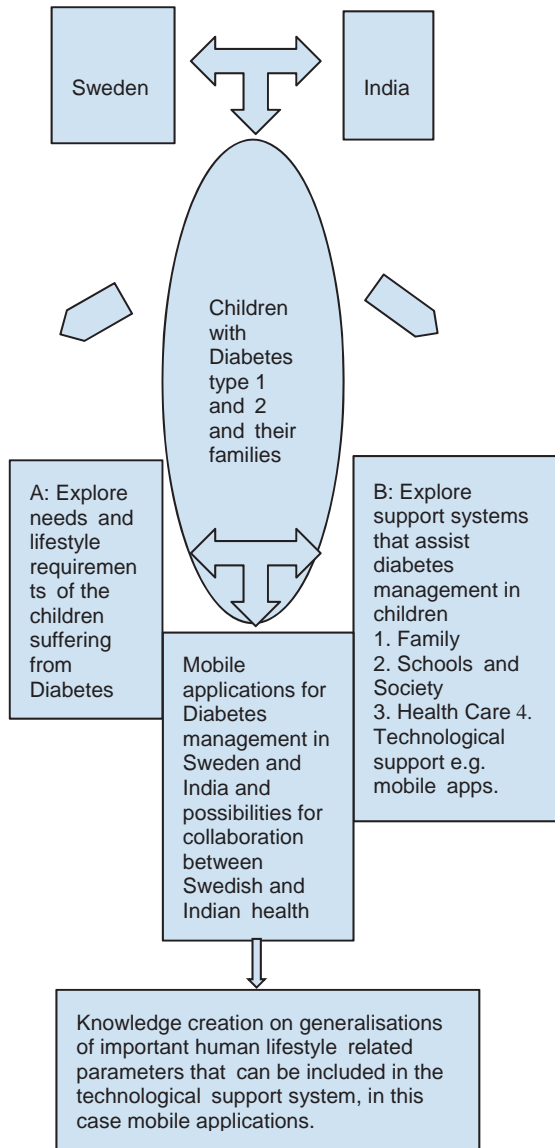 Sweden
India
Children
with
Diabetes
type 1
and 2
and their
families
A: Explore
needs and
lifestyle
requiremen
ts of the
children
suffering
from
Diabetes
B: Explore
support systems
that assist
diabetes
management in
children
1. Family
2. Schools and
Society
3. Health Care 4.
Technological
support e.g.
mobile apps.
Mobile
applications for
Diabetes
management in
Sweden and
India and
possibilities for
collaboration
between
Swedish and
Indian health
Knowledge creation on generalisations
of important human lifestyle related
parameters that can be included in the
technological support system, in this
case mobile applications.